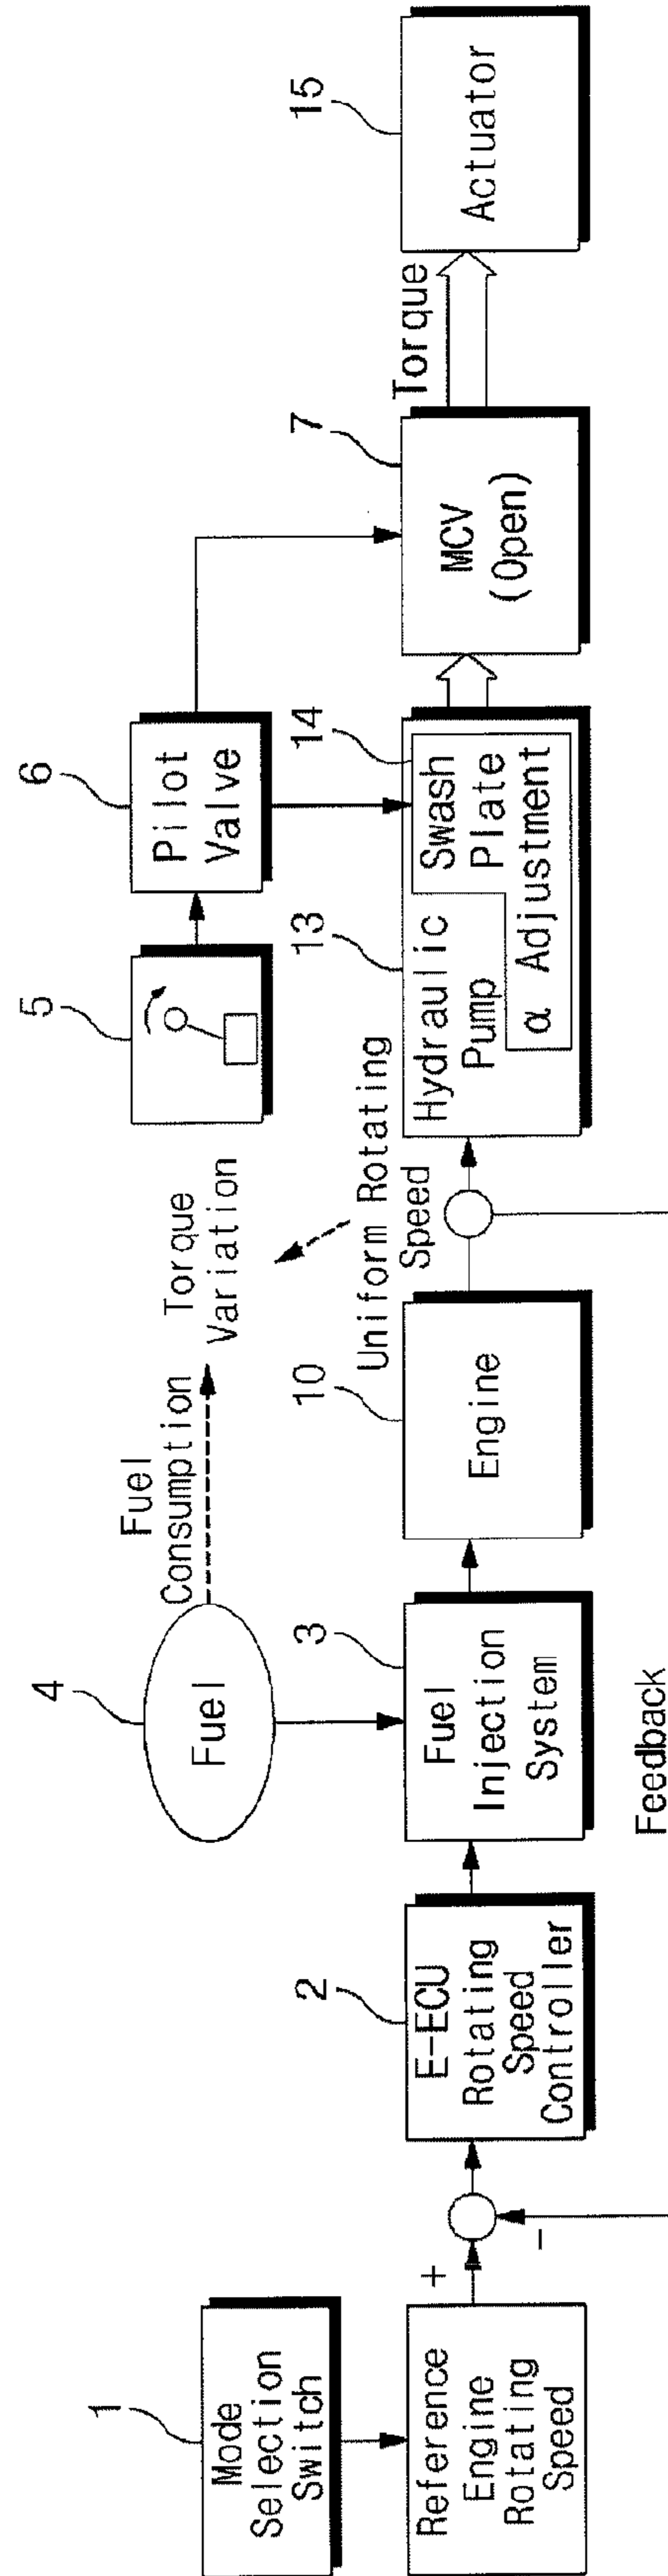 1
Mode
Selection
Switch
Reference
Engine
Rotating
Speed
+
−
2
E-ECU
Rotating
Speed
Controller
4
Fuel
Fuel
Consumption
Torque
Variation
3
Fuel
Injection
System
Feedback
10
Engine
Uniform Rotating
Speed
5
6
Pilot
Valve
13
Hydraulic
Pump
14
Swash
Plate
α Adjustment
7
MCV
(Open)
Torque
15
Actuator